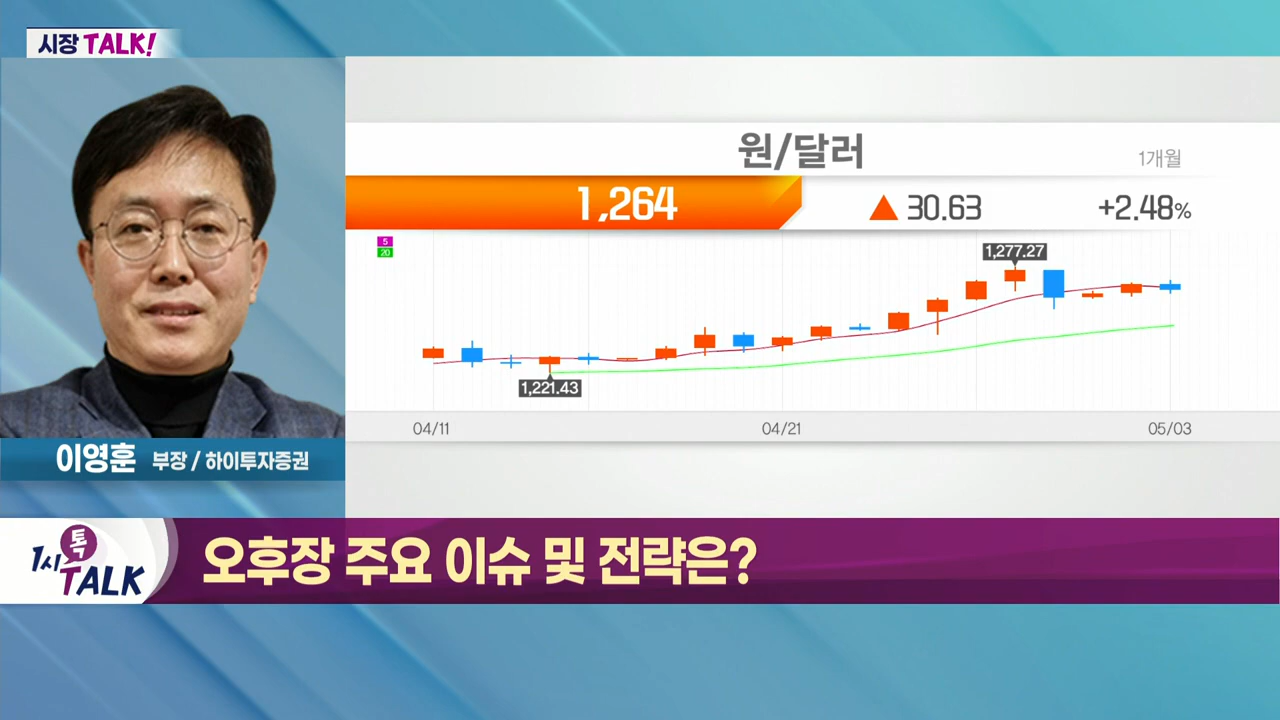 시장 TALK!
원/달러
1개월
1,264
▲ 30.63
+2.48%
5
20
1,277.27
1,221.43
04/11
04/21
05/03
이영훈 부장 / 하이투자증권
1시 톡 TALK
오후장 주요 이슈 및 전략은?